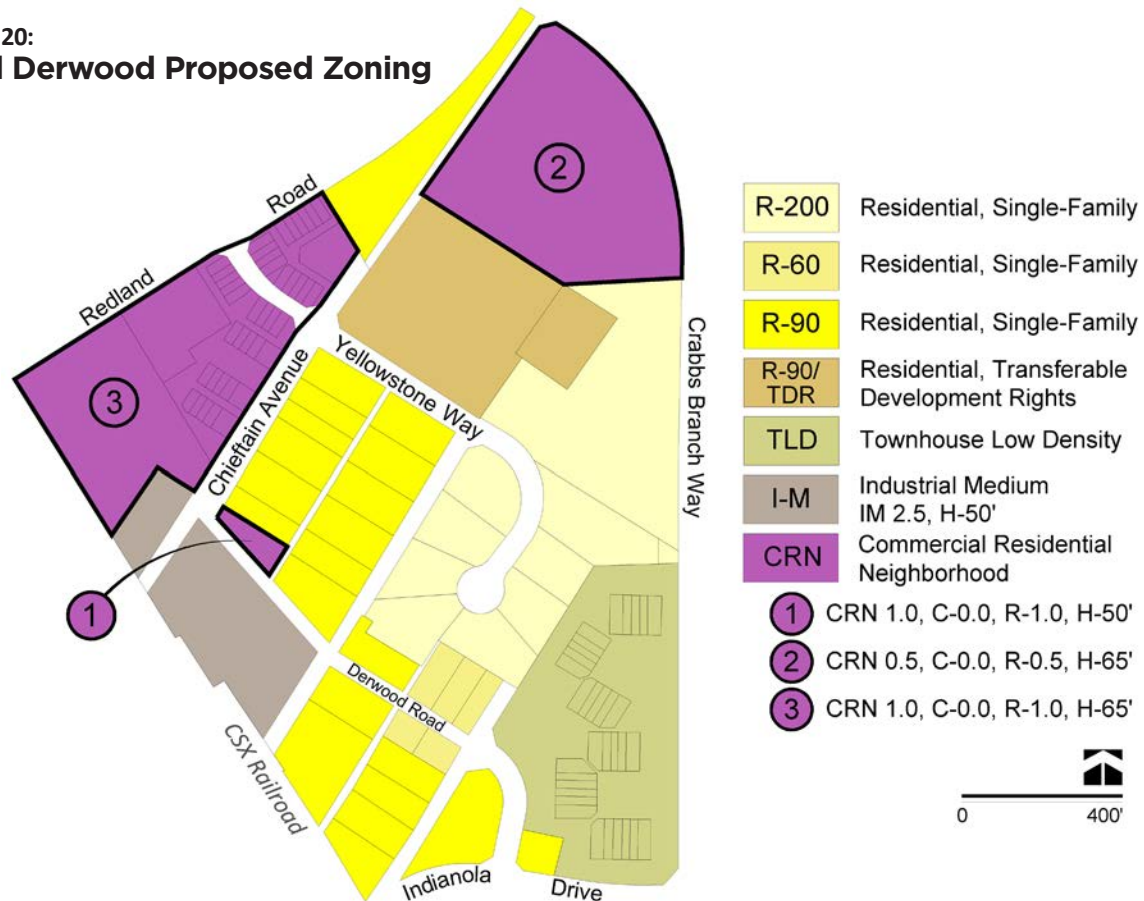 20:
Derwood Proposed Zoning
2
Road
Redland
3
Chieftain Avenue
Yellowstone Way
Crabbs Branch Way
1
Derwood Road
CSX Railroad
Indianola
Drive
R-200 Residential, Single-Family
R-60 Residential, Single-Family
R-90 Residential, Single-Family
R-90/
TDR
Residential, Transferable
Development Rights
TLD Townhouse Low Density
I-M
Industrial Medium
IM 2.5, H-50'
CRN
Commercial Residential
Neighborhood
1 CRN 1.0, C-0.0, R-1.0, H-50'
2 CRN 0.5, C-0.0, R-0.5, H-65'
3 CRN 1.0, C-0.0, R-1.0, H-65'
0 400'